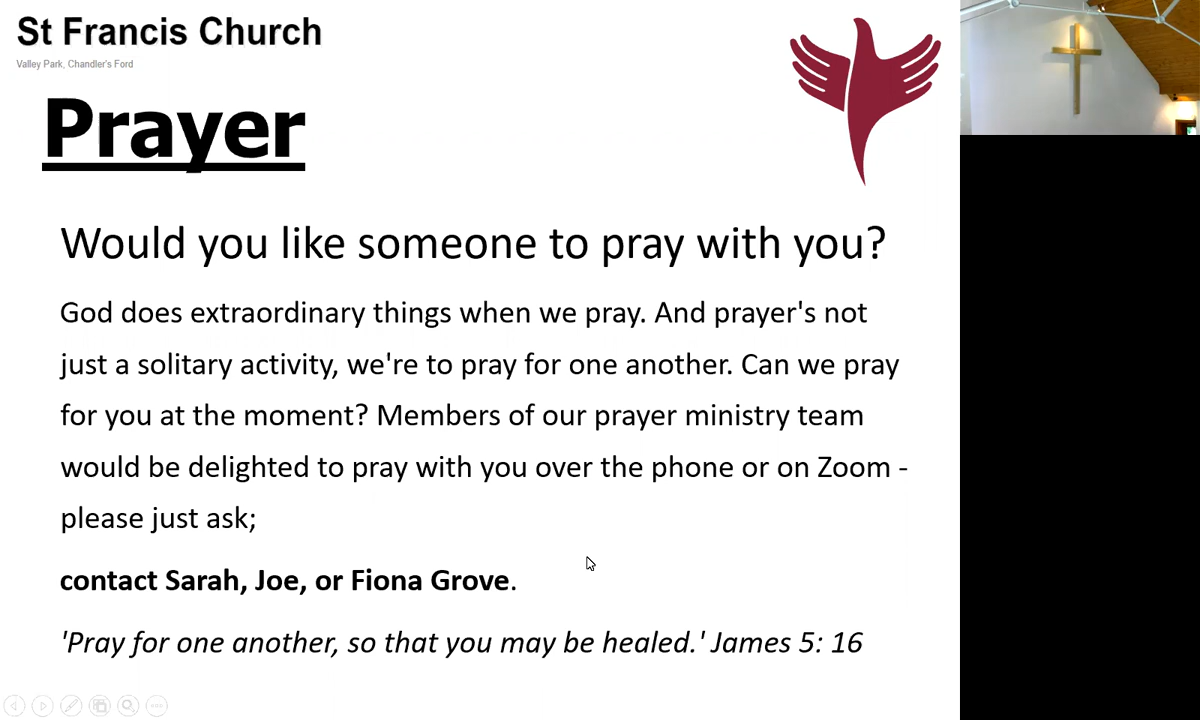 St Francis Church
Valley Park, Chandler's Ford
Prayer
Would you like someone to pray with you?
God does extraordinary things when we pray. And prayer's not
just a solitary activity, we're to pray for one another. Can we pray
for you at the moment? Members of our prayer ministry team
would be delighted to pray with you over the phone or on Zoom -
please just ask;
contact Sarah, Joe, or Fiona Grove.
'Pray for one another, so that you may be healed.' James 5: 16